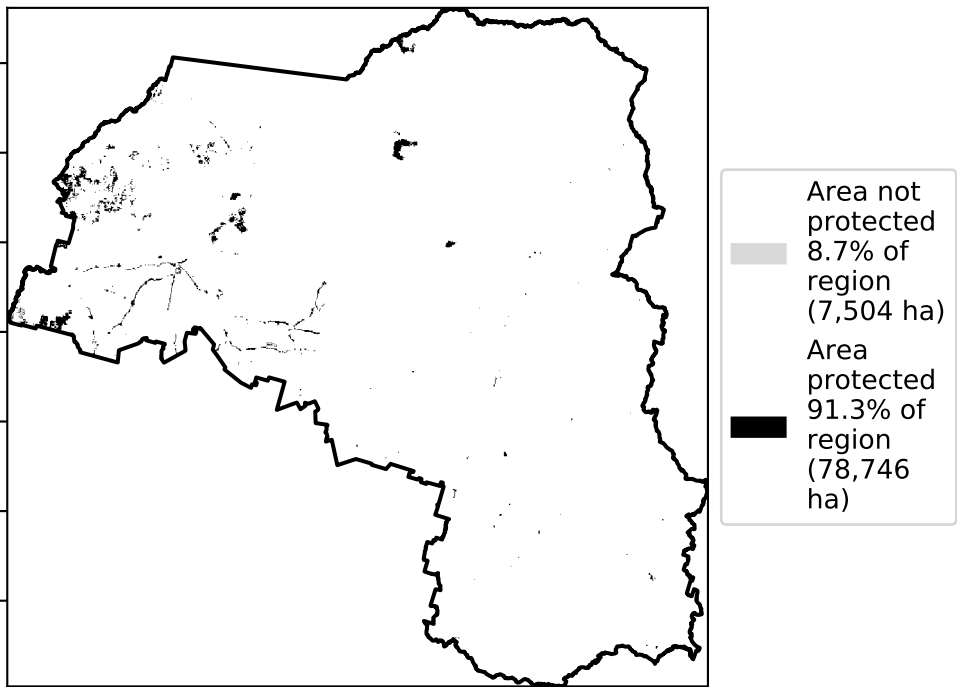 Area not
protected
8.7% of
region
(7,504 ha)
Area
protected
91.3% of
region
(78,746
ha)